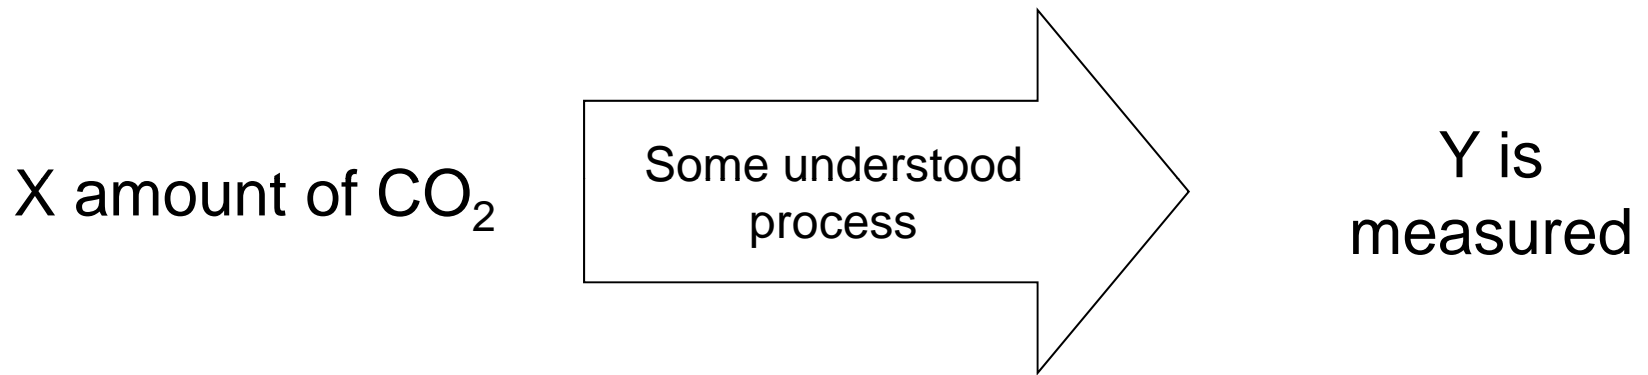 X amount of CO₂
Some understood
process
Y is
measured